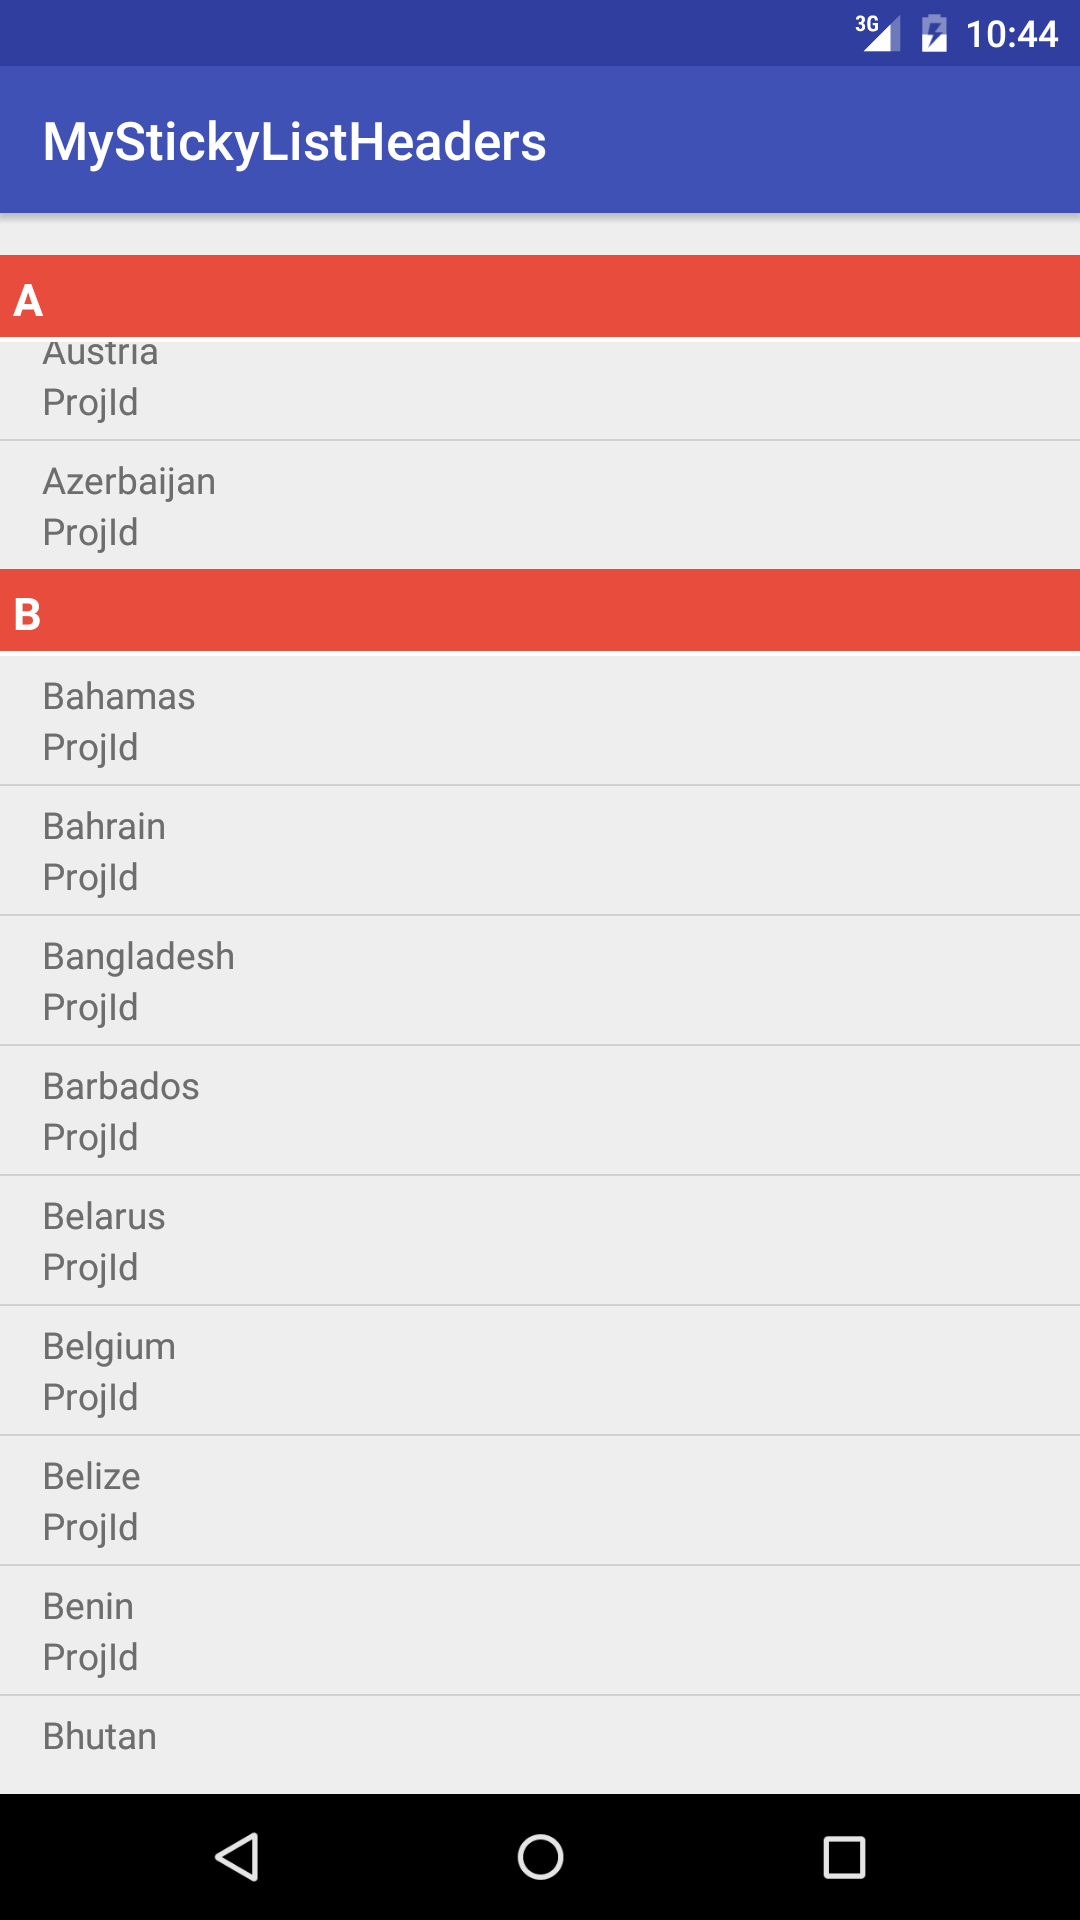 3G 10:44
MyStickyListHeaders
A
Austria
ProjId
Azerbaijan
ProjId
B
Bahamas
ProjId
Bahrain
ProjId
Bangladesh
ProjId
Barbados
ProjId
Belarus
ProjId
Belgium
ProjId
Belize
ProjId
Benin
ProjId
Bhutan